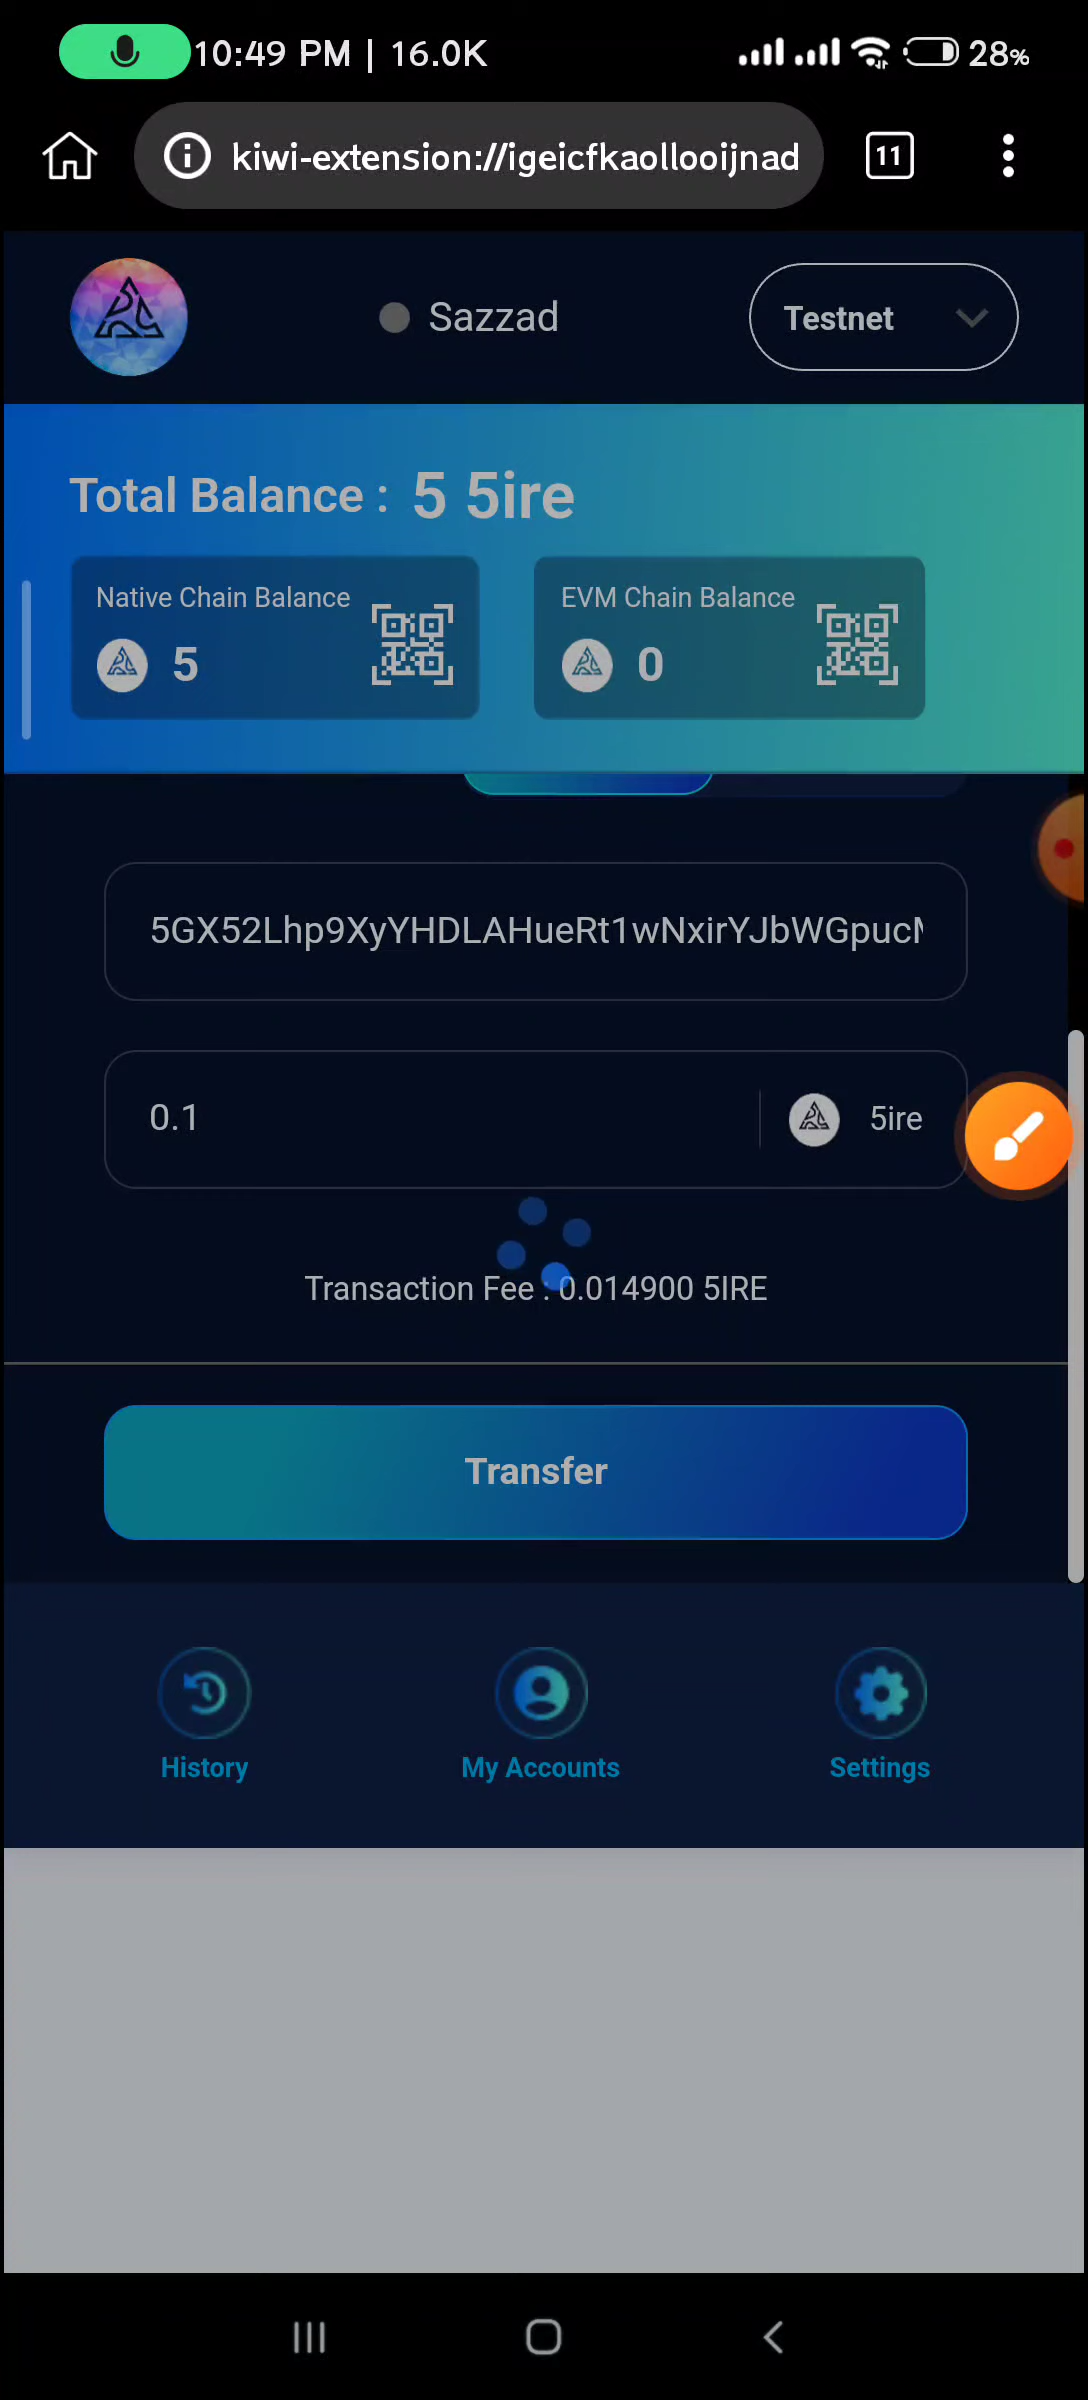 10:49 PM | 16.0K
28%
kiwi-extension://igeicfkaollooijnad
11
Sazzad
Testnet
Total Balance : 5 5ire
Native Chain Balance
5
EVM Chain Balance
0
5GX52Lhp9XyYHDLAHueRt1wNxirYJbWGpucM
0.1
5ire
Transaction Fee : 0.014900 5IRE
Transfer
History
My Accounts
Settings